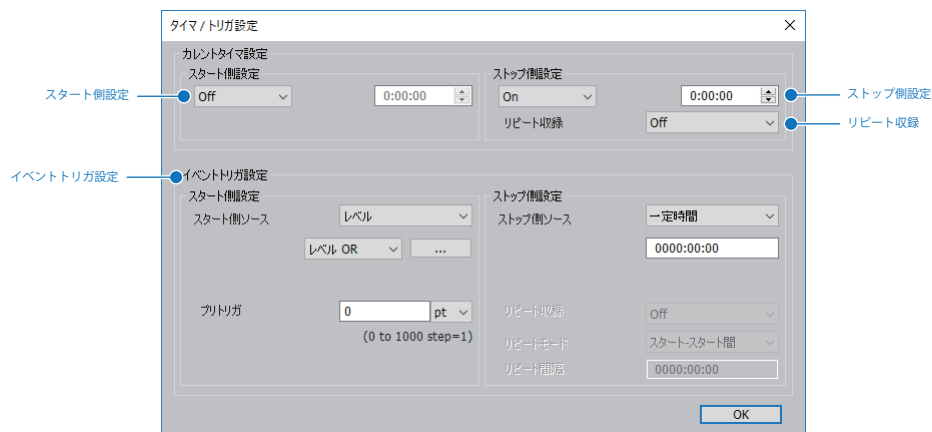 タイマ / トリガ設定
カレントタイマ設定
スタート側設定
ストップ側設定
スタート側設定
Off
0:00:00
On
0:00:00
ストップ側設定
リピート収録
Off
リピート収録
イベントトリガ設定
イベントトリガ設定
スタート側設定
ストップ側設定
スタート側ソース
レベル
ストップ側ソース
一定時間
レベル OR
...
0000:00:00
プリトリガ
0
pt
リピート収録
Off
(0 to 1000 step=1)
リピートモード
スタート-スタート間
リピート間隔
0000:00:00
OK